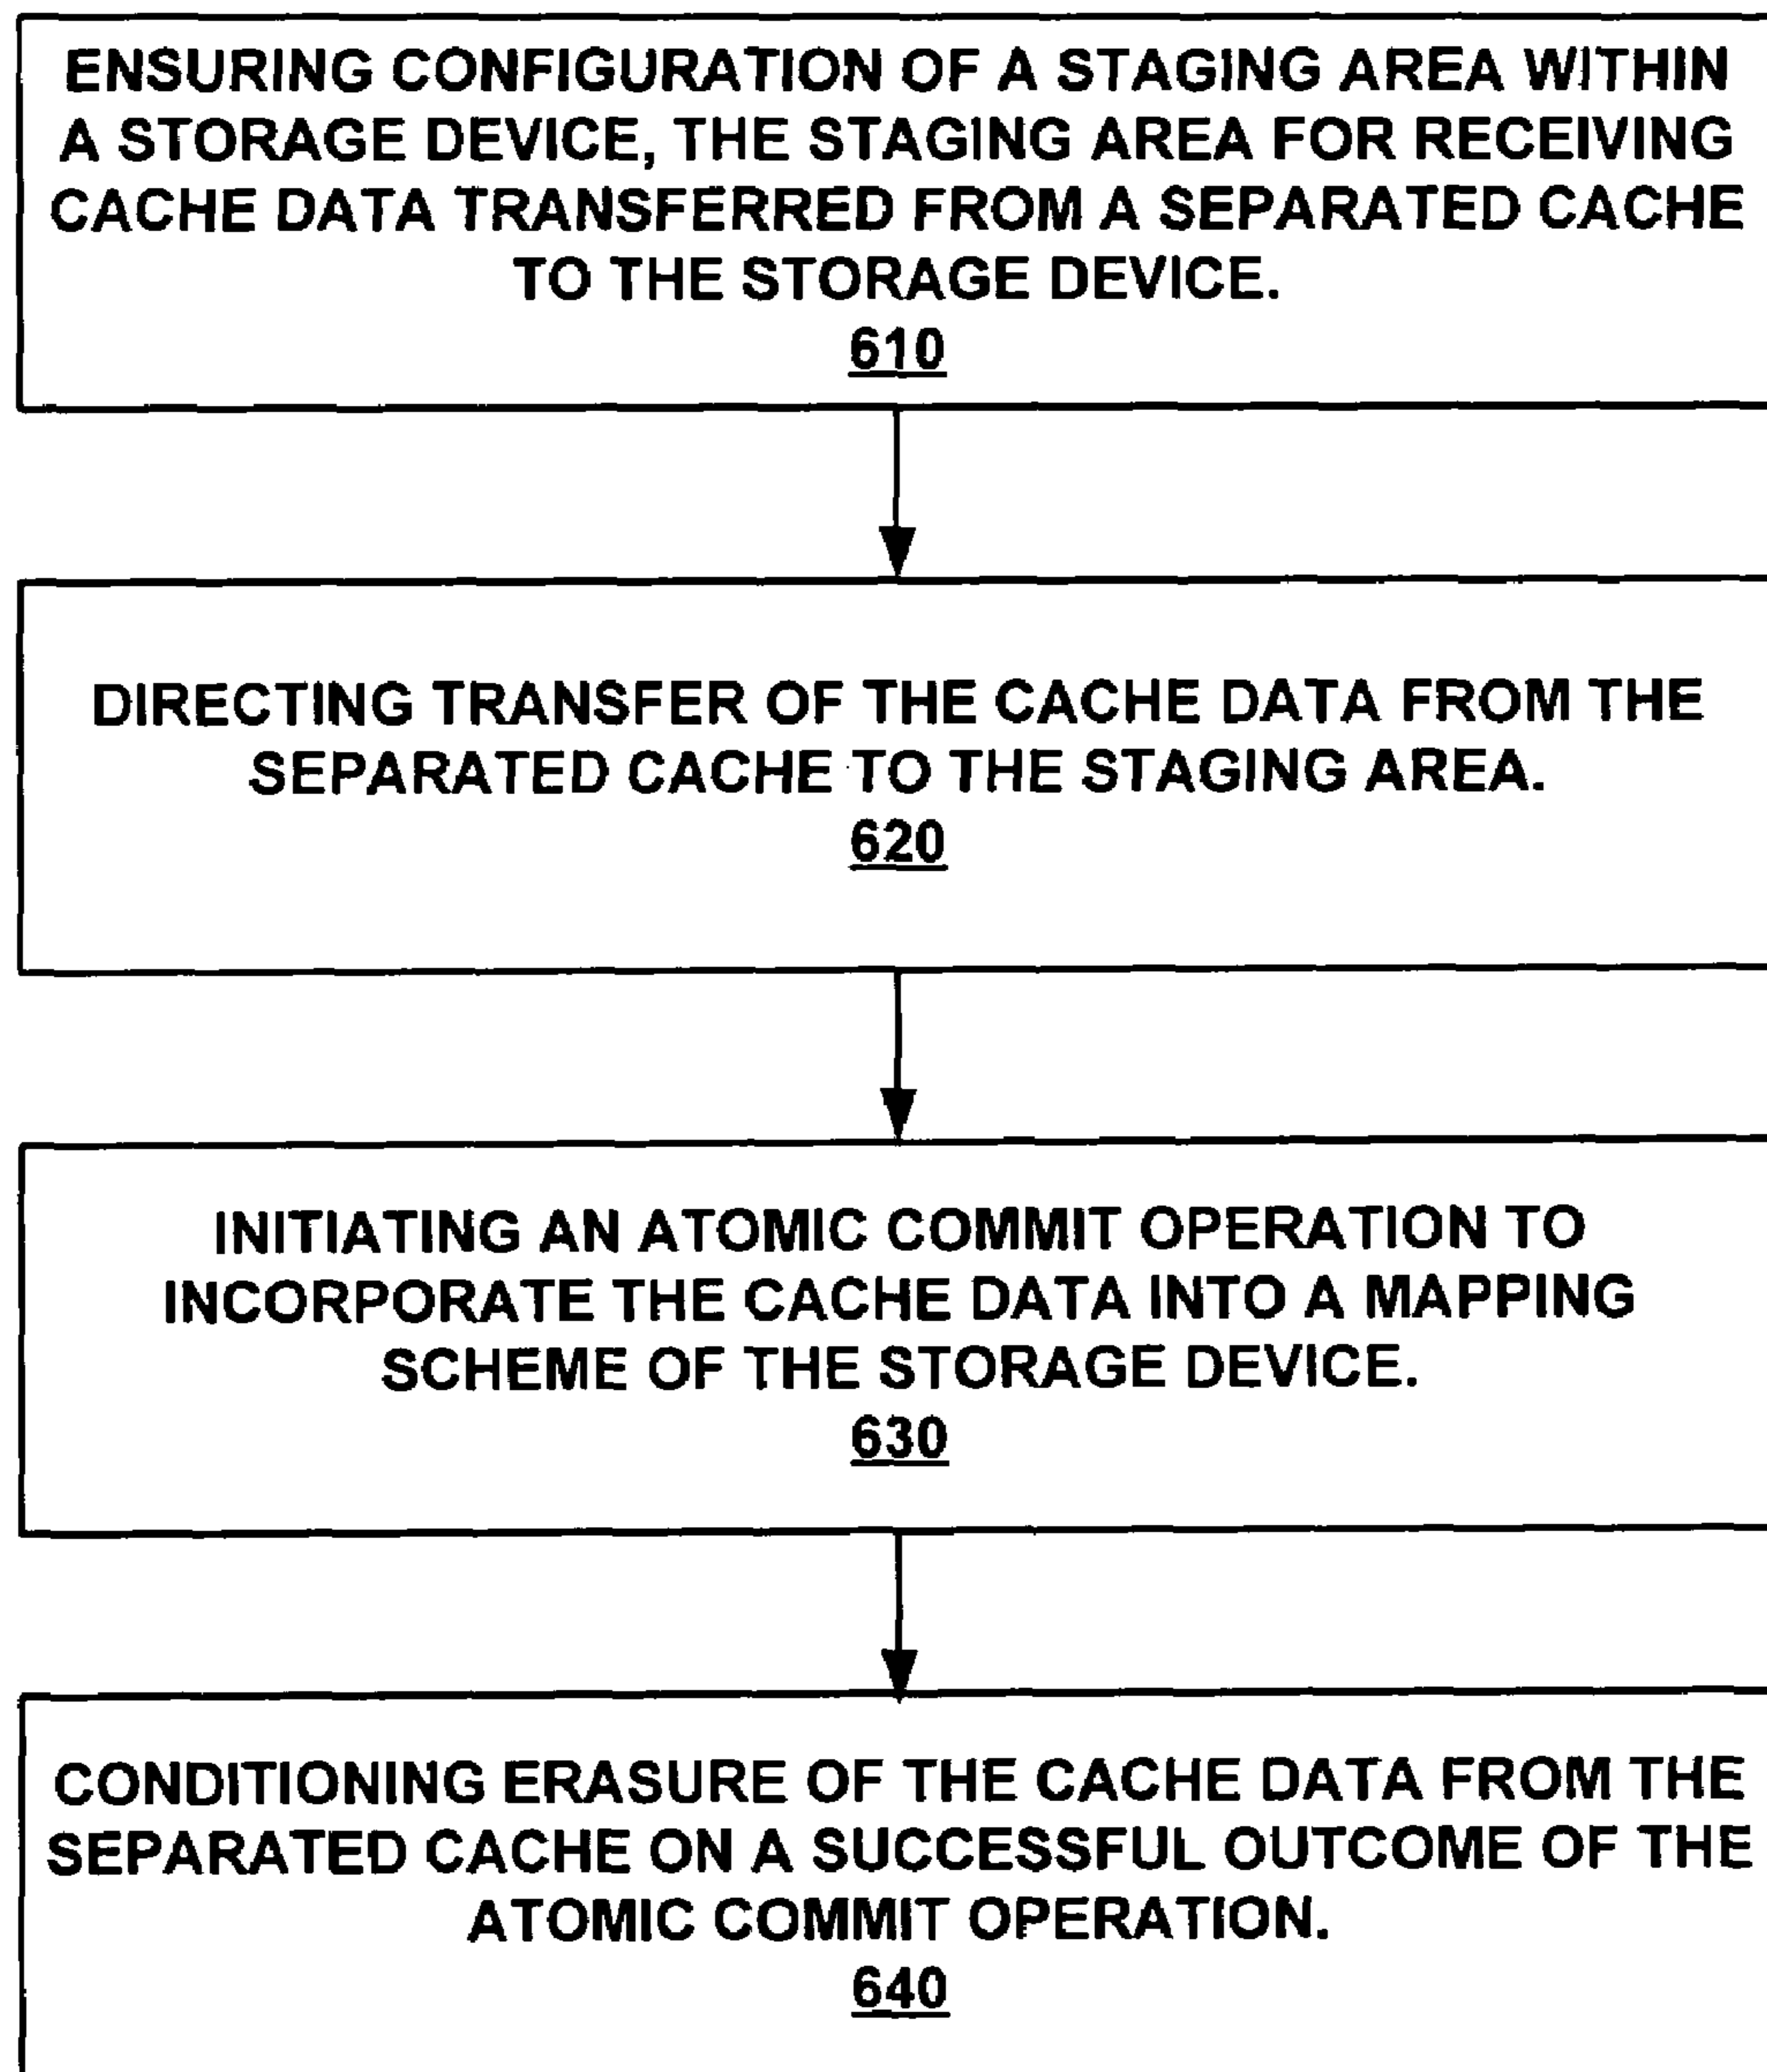 ENSURING CONFIGURATION OF A STAGING AREA WITHIN
A STORAGE DEVICE, THE STAGING AREA FOR RECEIVING
CACHE DATA TRANSFERRED FROM A SEPARATED CACHE
TO THE STORAGE DEVICE.
610
DIRECTING TRANSFER OF THE CACHE DATA FROM THE
SEPARATED CACHE TO THE STAGING AREA.
620
INITIATING AN ATOMIC COMMIT OPERATION TO
INCORPORATE THE CACHE DATA INTO A MAPPING
SCHEME OF THE STORAGE DEVICE.
630
CONDITIONING ERASURE OF THE CACHE DATA FROM THE
SEPARATED CACHE ON A SUCCESSFUL OUTCOME OF THE
ATOMIC COMMIT OPERATION.
640